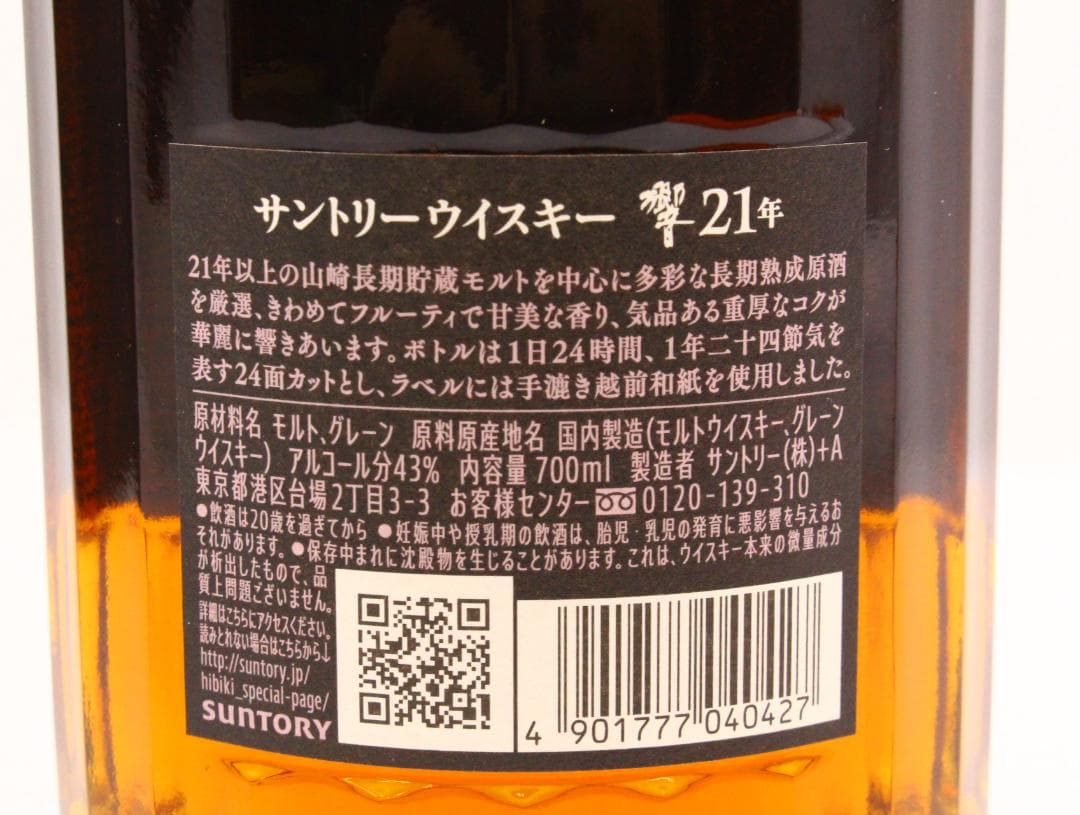 サントリーウイスキー 響 21年
21年以上の山崎長期貯蔵モルトを中心に多彩な長期熟成原酒
を厳選、きわめてフルーティで甘美な香り、気品ある重厚なコクが
華麗に響きあいます。ボトルは1日24時間、1年二十四節気を
表す24面カットとし、ラベルには手漉き越前和紙を使用しました。
原材料名 モルト、グレーン 原料原産地名 国内製造(モルトウイスキー、グレーン
ウイスキー) アルコール分43% 内容量 700ml 製造者 サントリー(株)+A
東京都港区台場2丁目3-3 お客様センター 0120-139-310
●飲酒は20歳を過ぎてから ●妊娠中や授乳期の飲酒は、胎児・乳児の発育に悪影響を与えるお
それがあります。●保存中まれに沈殿物を生じることがあります。これは、ウイスキー本来の微量成分
が析出したもので、品
質上問題ございません。
詳細はこちらにアクセスください。
読みとれない場合はこちらから↓
http://suntory.jp/
hibiki_special-page/
SUNTORY
4 901777 040427